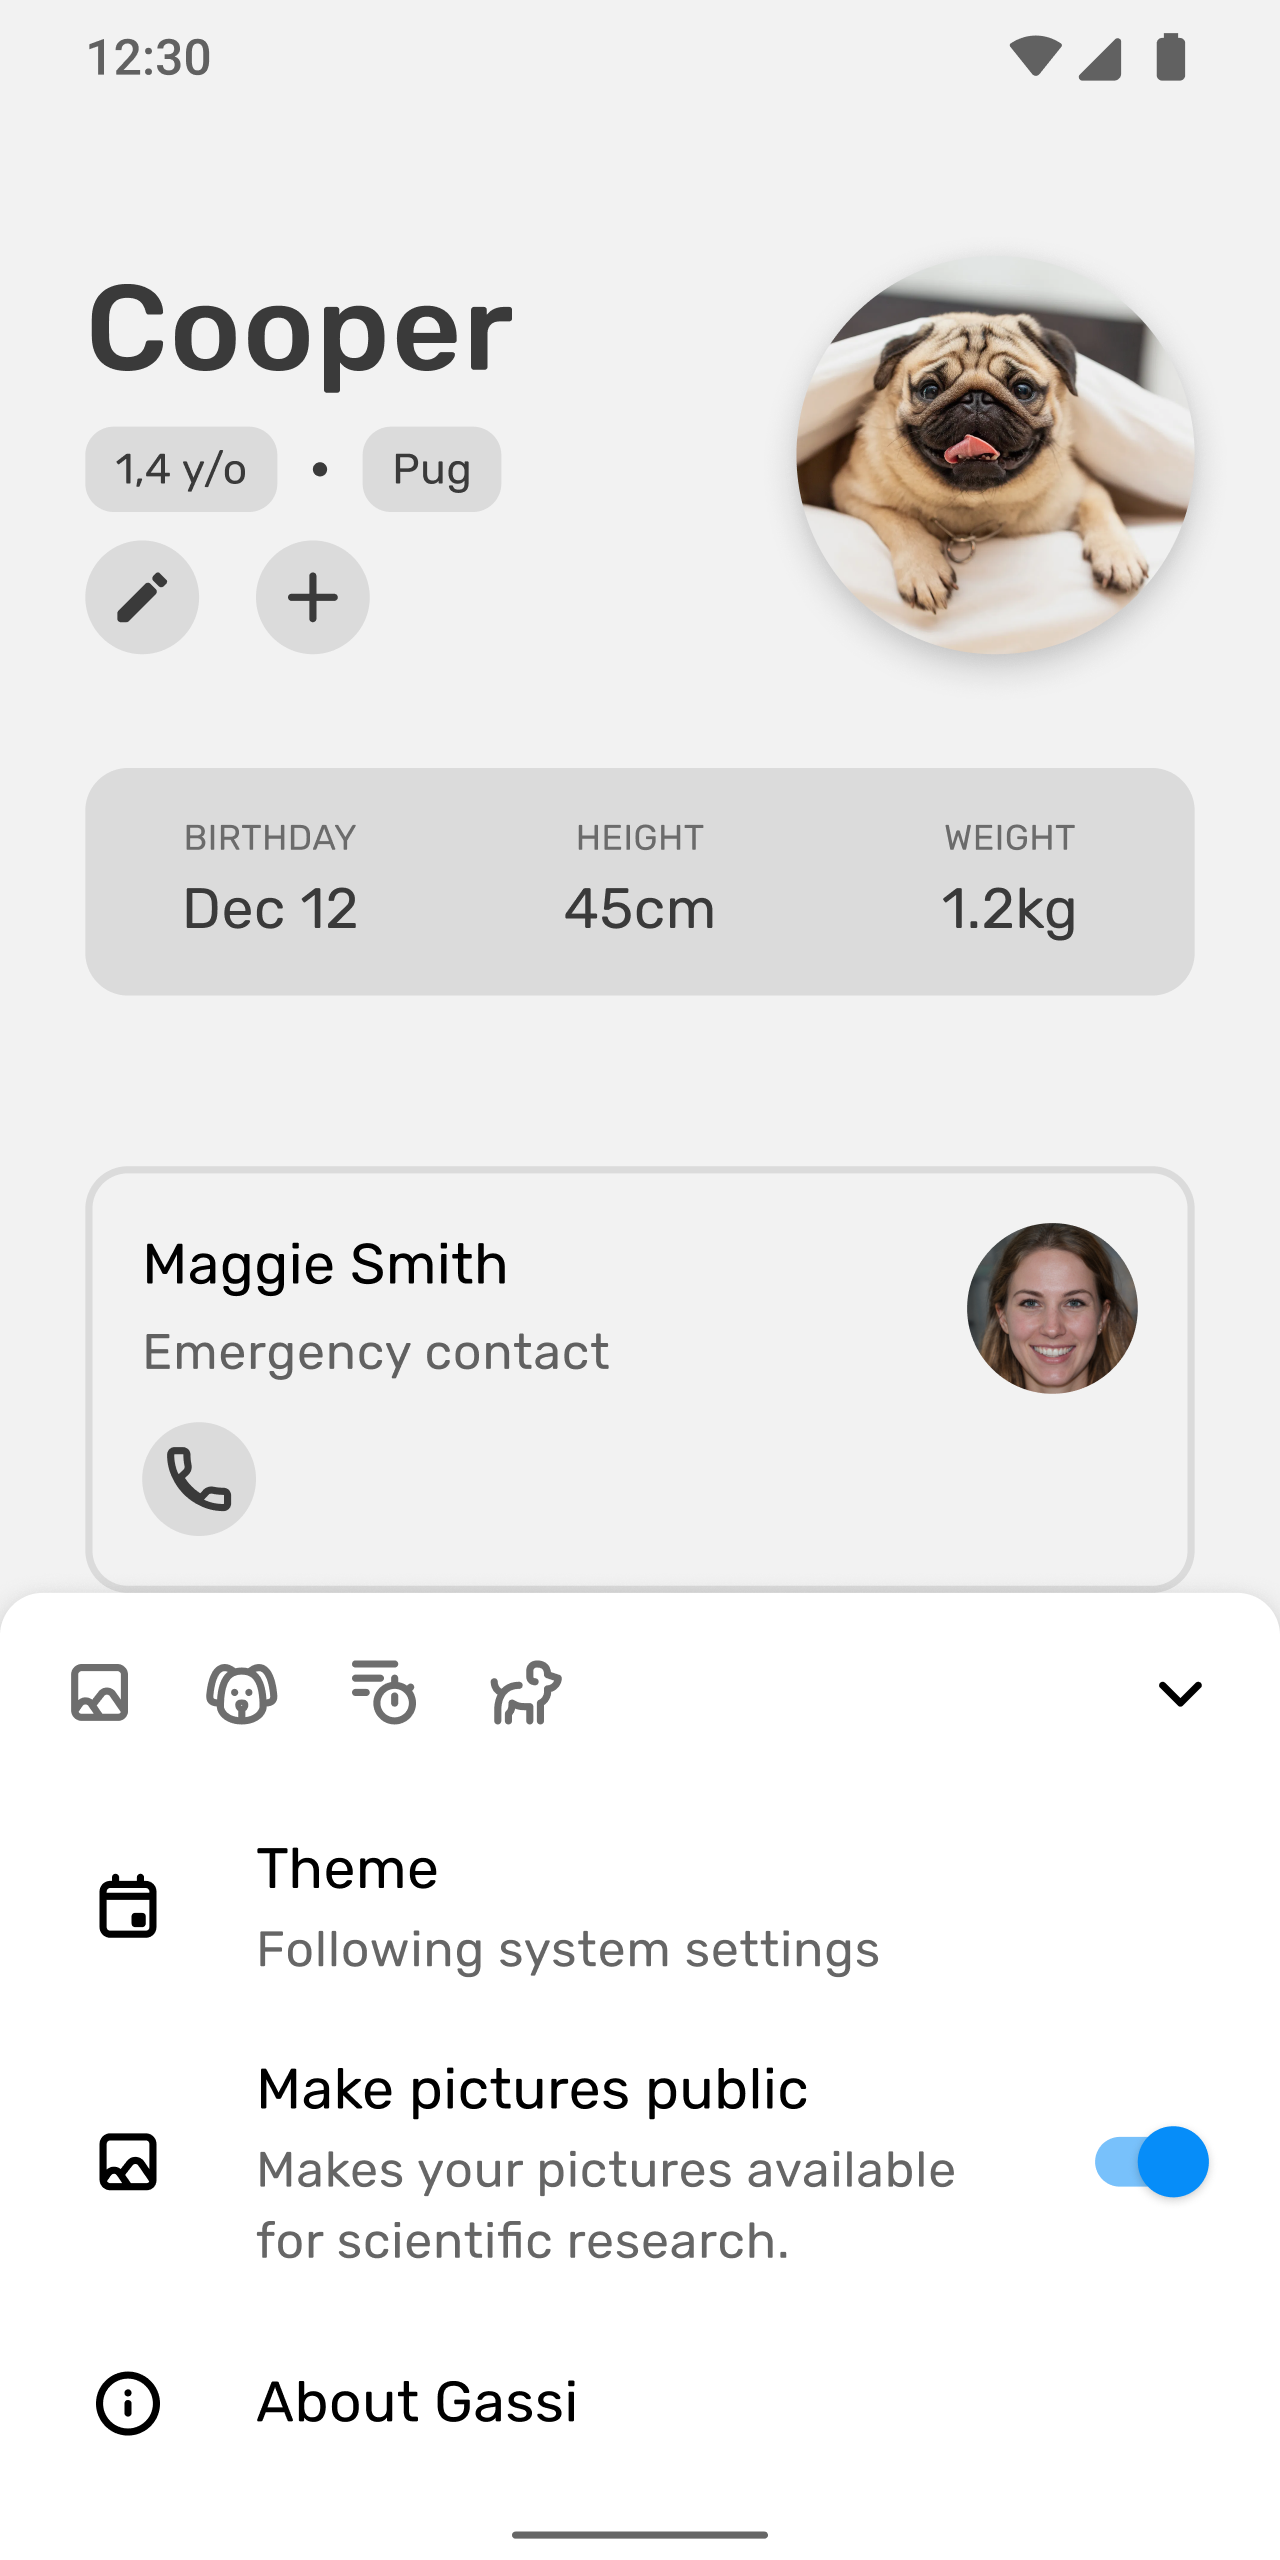 12:30
Cooper
1,4 y/o • Pug
BIRTHDAY HEIGHT WEIGHT
Dec 12 45cm 1.2kg
Maggie Smith
Emergency contact
Theme
Following system settings
Make pictures public
Makes your pictures available
for scientific research.
About Gassi